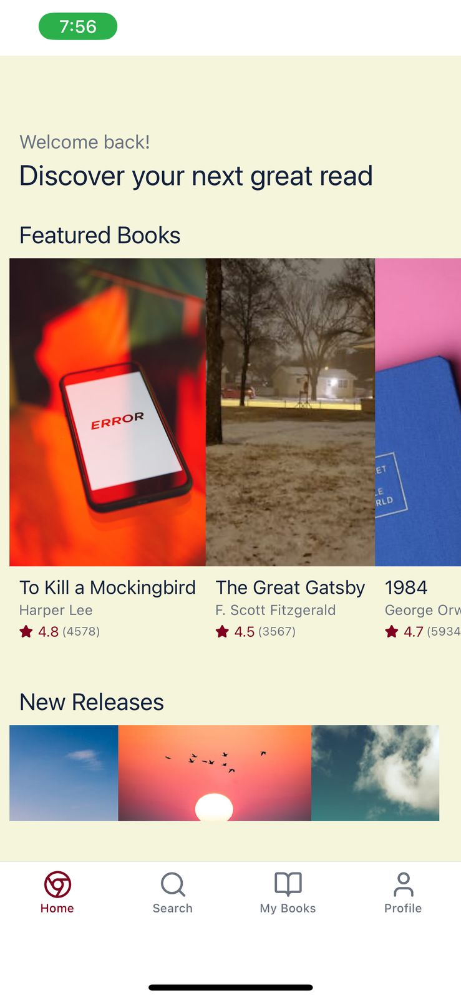 7:56
Welcome back!
Discover your next great read
Featured Books
ERROR
ET
LE
RLD
To Kill a Mockingbird
The Great Gatsby
1984
Harper Lee
F. Scott Fitzgerald
George Orw
4.8 (4578)
4.5 (3567)
4.7 (5934
New Releases
Home
Search
My Books
Profile